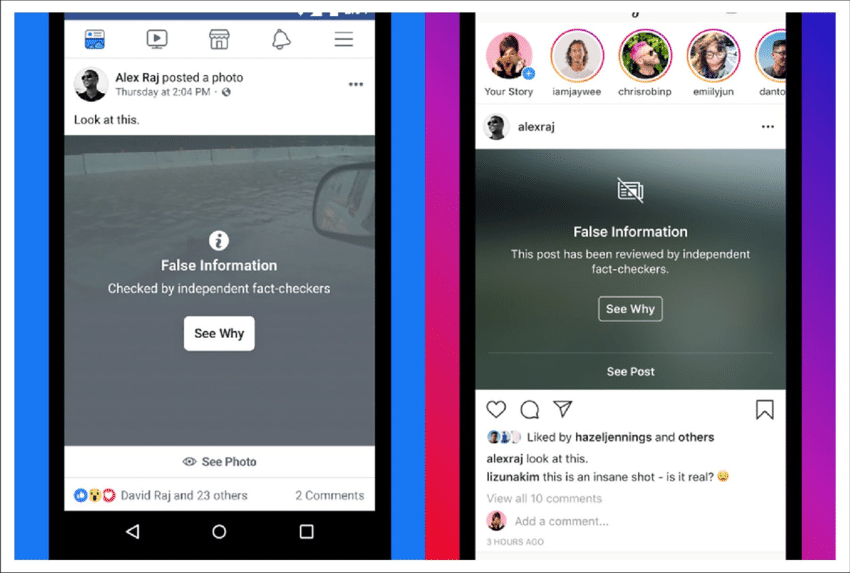 Alex Raj posted a photo
Thursday at 2:04 PM ·
Look at this.
False Information
Checked by independent fact-checkers
See Why
See Photo
David Raj and 23 others
2 Comments
Your Story
iamjaywee
chrisrobinp
emiilyjun
danto
alexraj
False Information
This post has been reviewed by independent
fact-checkers.
See Why
See Post
Liked by hazeljennings and others
alexraj look at this.
lizunakim this is an insane shot - is it real? 😳
View all 10 comments
Add a comment...
3 HOURS AGO